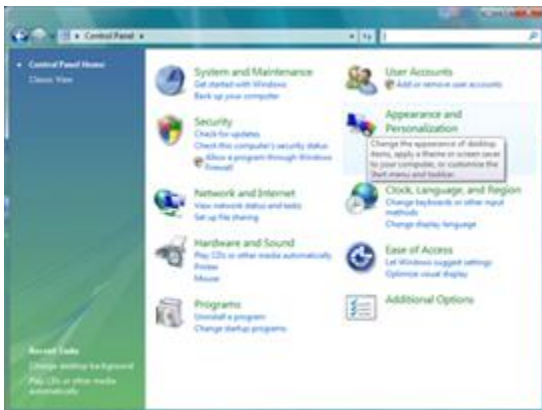 Control Panel
Control Panel Home
Classic View
System and Maintenance
Get started with Windows
Back up your computer
Security
Check for updates
Check this computer's security status
Allow a program through Windows
Firewall
Network and Internet
View network status and tasks
Set up file sharing
Hardware and Sound
Play CDs or other media automatically
Printer
Mouse
Programs
Uninstall a program
Change startup programs
User Accounts
Add or remove user accounts
Appearance and
Personalization
Change the appearance of desktop
items, apply a theme or screen saver
to your computer, or customize the
Start menu and taskbar.
Clock, Language, and Region
Change keyboards or other input
methods
Change display language
Ease of Access
Let Windows suggest settings
Optimize visual display
Additional Options
Recent Tasks
Change desktop background
Play CDs or other media
automatically